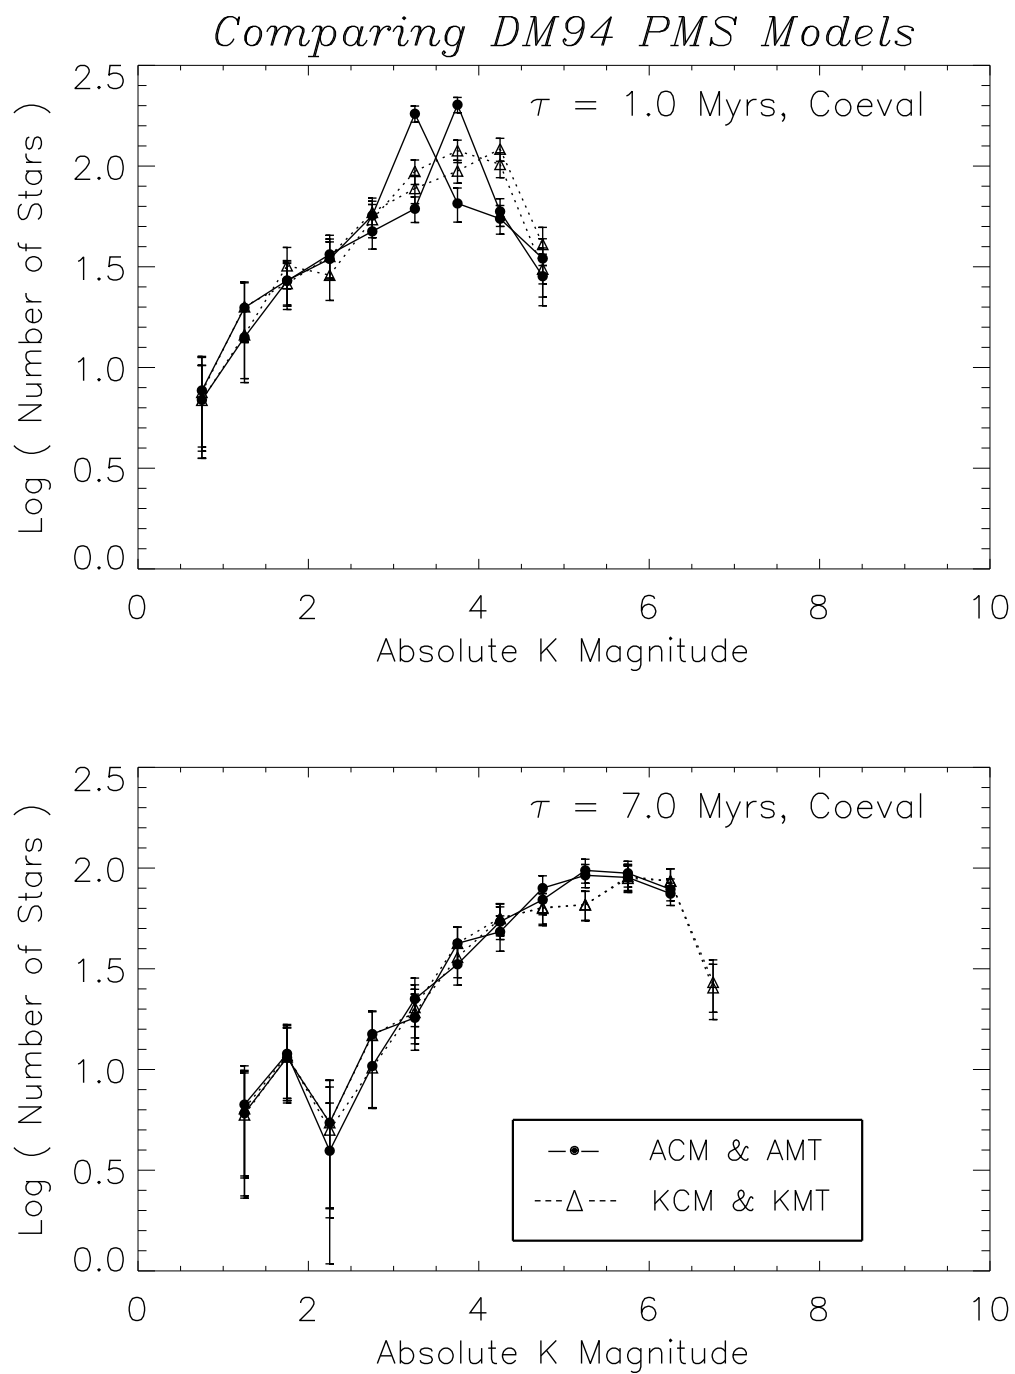 Comparing DM94 PMS Models
τ = 1.0 Myrs, Coeval
2.5
2.0
1.5
1.0
0.5
0.0
Log ( Number of Stars )
0 2 4 6 8 10
Absolute K Magnitude
τ = 7.0 Myrs, Coeval
2.5
2.0
1.5
1.0
0.5
0.0
Log ( Number of Stars )
ACM & AMT
KCM & KMT
0 2 4 6 8 10
Absolute K Magnitude